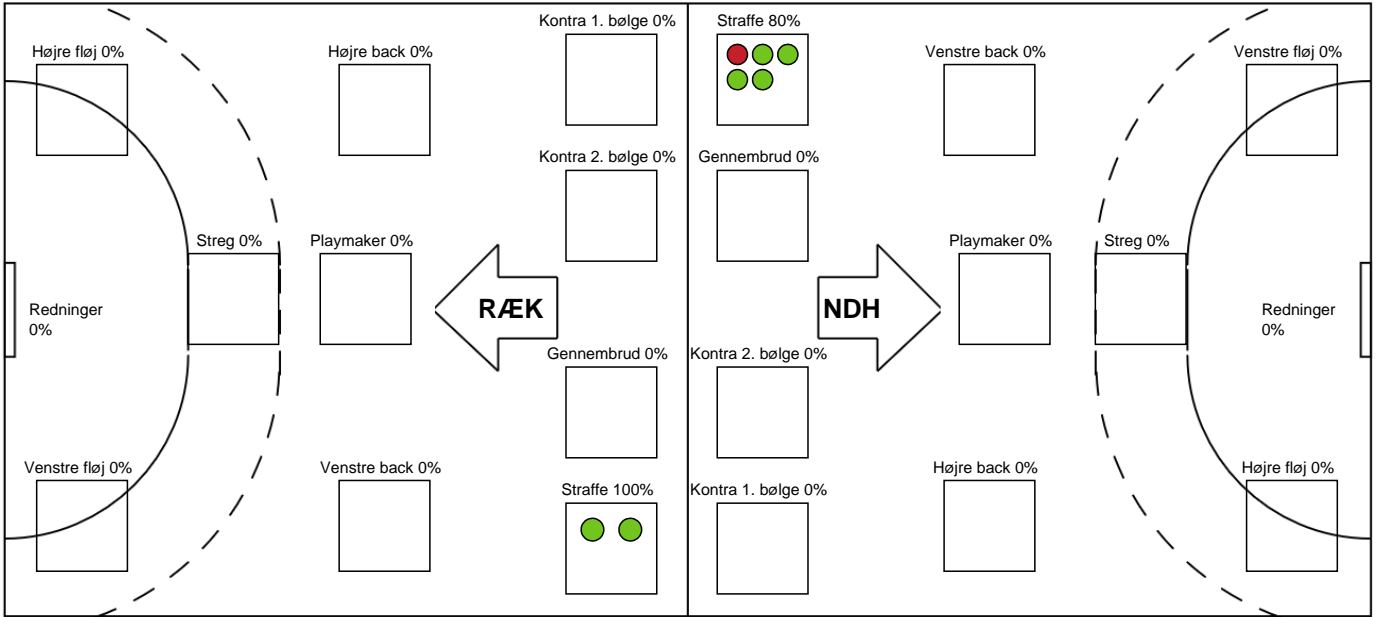 Kontra 1. bølge 0%
Straffe 80%
Højre fløj 0%
Højre back 0%
Venstre back 0%
Venstre fløj 0%
Kontra 2. bølge 0%
Gennembrud 0%
Streg 0%
Playmaker 0%
Playmaker 0%
Streg 0%
Redninger
0%
RÆK
NDH
Redninger
0%
Gennembrud 0%
Kontra 2. bølge 0%
Venstre fløj 0%
Venstre back 0%
Højre back 0%
Højre fløj 0%
Straffe 100%
Kontra 1. bølge 0%